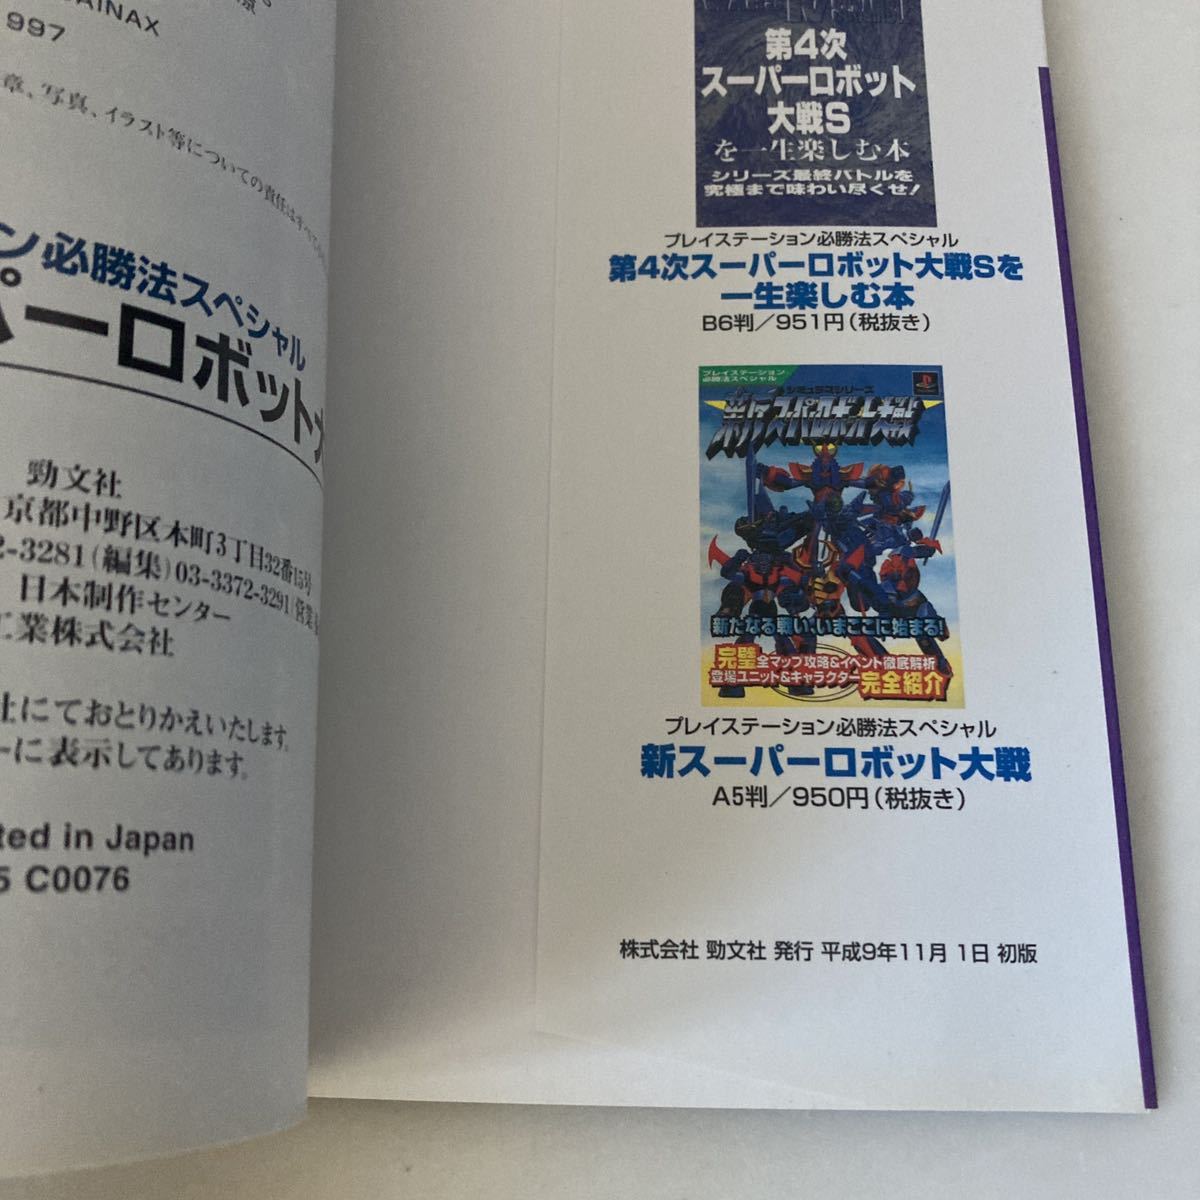 AINAX
997
章、写真、イラスト等についての責任はすべて
ン必勝法スペシャル
パーロボット大
勁文社
京都中野区本町3丁目32番15号
2-3281(編集)03-3372-3291(営業
日本制作センター
工業株式会社
社にておとりかえいたします。
ーに表示してあります。
ted in Japan
5 C0076
第4次
スーパーロボット
大戦S
を一生楽しむ本
シリーズ最終バトルを
究極まで味わい尽くせ!
プレイステーション必勝法スペシャル
第4次スーパーロボット大戦Sを
一生楽しむ本
B6判/951円(税抜き)
プレイステーション
必勝法スペシャル
シミュラマシリーズ
新スーパーロボット大戦
新たなる戦い、いまここに始まる!
完璧全マップ攻略&イベント徹底解析
登場ユニット&キャラクター完全紹介
プレイステーション必勝法スペシャル
新スーパーロボット大戦
A5判/950円(税抜き)
株式会社 勁文社 発行 平成9年11月 1日 初版